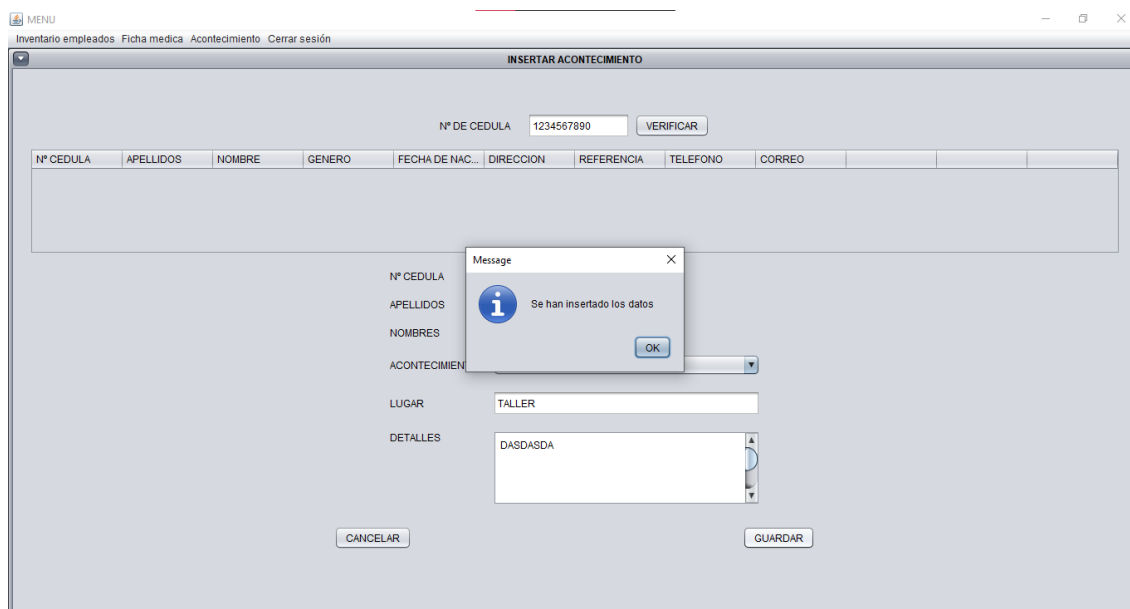 MENU
Inventario empleados Ficha medica Acontecimiento Cerrar sesión
INSERTAR ACONTECIMIENTO
Nº DE CEDULA 1234567890 VERIFICAR
Nº CEDULA APELLIDOS NOMBRE GENERO FECHA DE NAC... DIRECCION REFERENCIA TELEFONO CORREO
Message
Nº CEDULA
Se han insertado los datos
APELLIDOS
NOMBRES
OK
ACONTECIMIEN
LUGAR TALLER
DETALLES
DASDASDA
CANCELAR GUARDAR